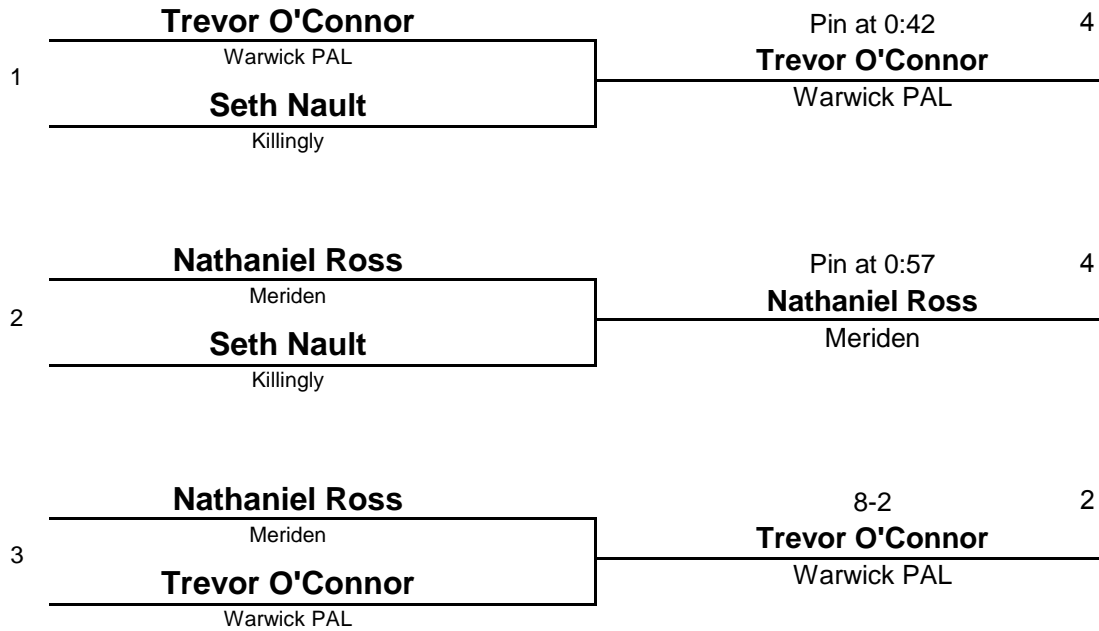 Trevor O'Connor
Pin at 0:42 4
Warwick PAL
Trevor O'Connor
1
Seth Nault
Warwick PAL
Killingly
Nathaniel Ross
Pin at 0:57 4
Meriden
Nathaniel Ross
2
Seth Nault
Meriden
Killingly
Nathaniel Ross
8-2 2
Meriden
Trevor O'Connor
3
Trevor O'Connor
Warwick PAL
Warwick PAL